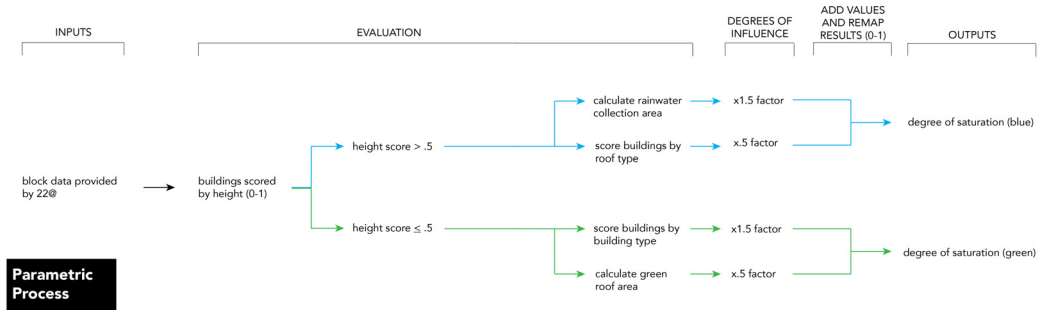 INPUTS
EVALUATION
DEGREES OF
INFLUENCE
ADD VALUES
AND REMAP
RESULTS (0-1)
OUTPUTS
block data provided
by 22@
buildings scored
by height (0-1)
height score > .5
calculate rainwater
collection area
x1.5 factor
score buildings by
roof type
x.5 factor
degree of saturation (blue)
height score ≤ .5
score buildings by
building type
x1.5 factor
calculate green
roof area
x.5 factor
degree of saturation (green)
Parametric
Process